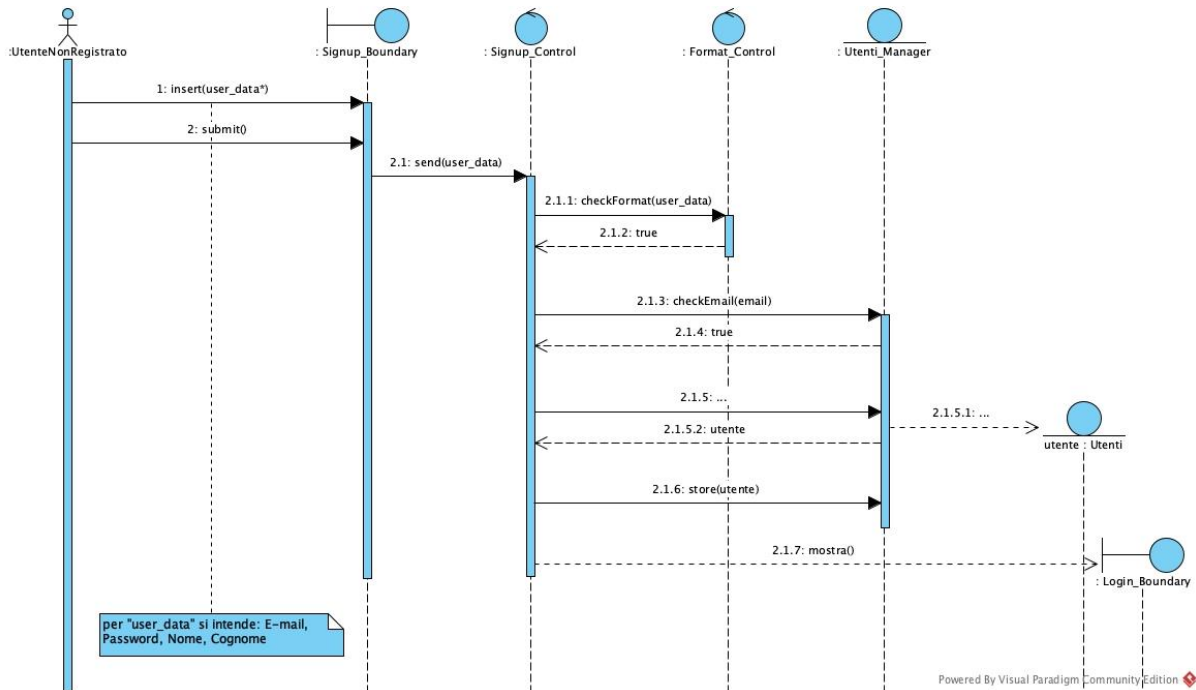 :UtenteNonRegistrato
: Signup_Boundary
: Signup_Control
: Format_Control
: Utenti_Manager
1: insert(user_data*)
2: submit()
2.1: send(user_data)
2.1.1: checkFormat(user_data)
2.1.2: true
2.1.3: checkEmail(email)
2.1.4: true
2.1.5: ...
2.1.5.1: ...
2.1.5.2: utente
utente : Utenti
2.1.6: store(utente)
2.1.7: mostra()
: Login_Boundary
per "user_data" si intende: E-mail,
Password, Nome, Cognome
Powered By Visual Paradigm Community Edition